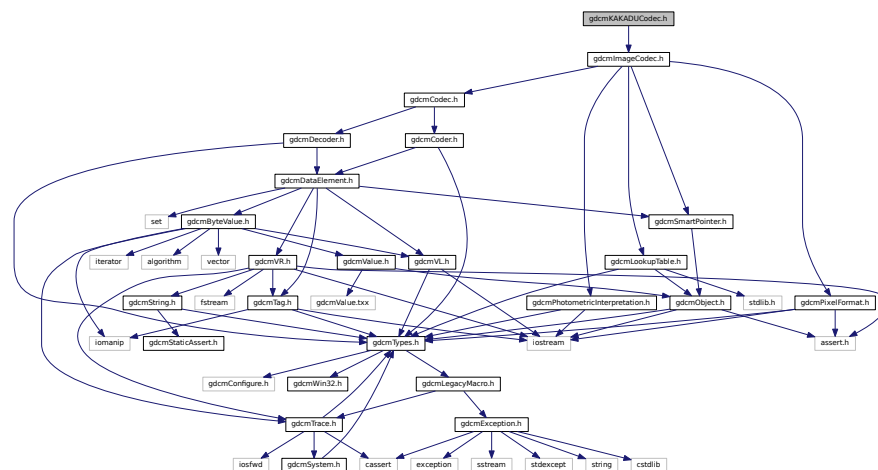 gdcmKAKADUCodec.h
gdcmImageCodec.h
gdcmCodec.h
gdcmDecoder.h
gdcmCoder.h
gdcmDataElement.h
set
gdcmByteValue.h
gdcmSmartPointer.h
iterator
algorithm
vector
gdcmVR.h
gdcmValue.h
gdcmVL.h
gdcmLookupTable.h
gdcmString.h
fstream
gdcmTag.h
gdcmValue.txx
gdcmPhotometricInterpretation.h
gdcmObject.h
stdlib.h
gdcmPixelFormat.h
iomanip
gdcmStaticAssert.h
gdcmTypes.h
iostream
assert.h
gdcmConfigure.h
gdcmWin32.h
gdcmLegacyMacro.h
gdcmTrace.h
gdcmException.h
iosfwd
gdcmSystem.h
cassert
exception
sstream
stdexcept
string
cstdlib